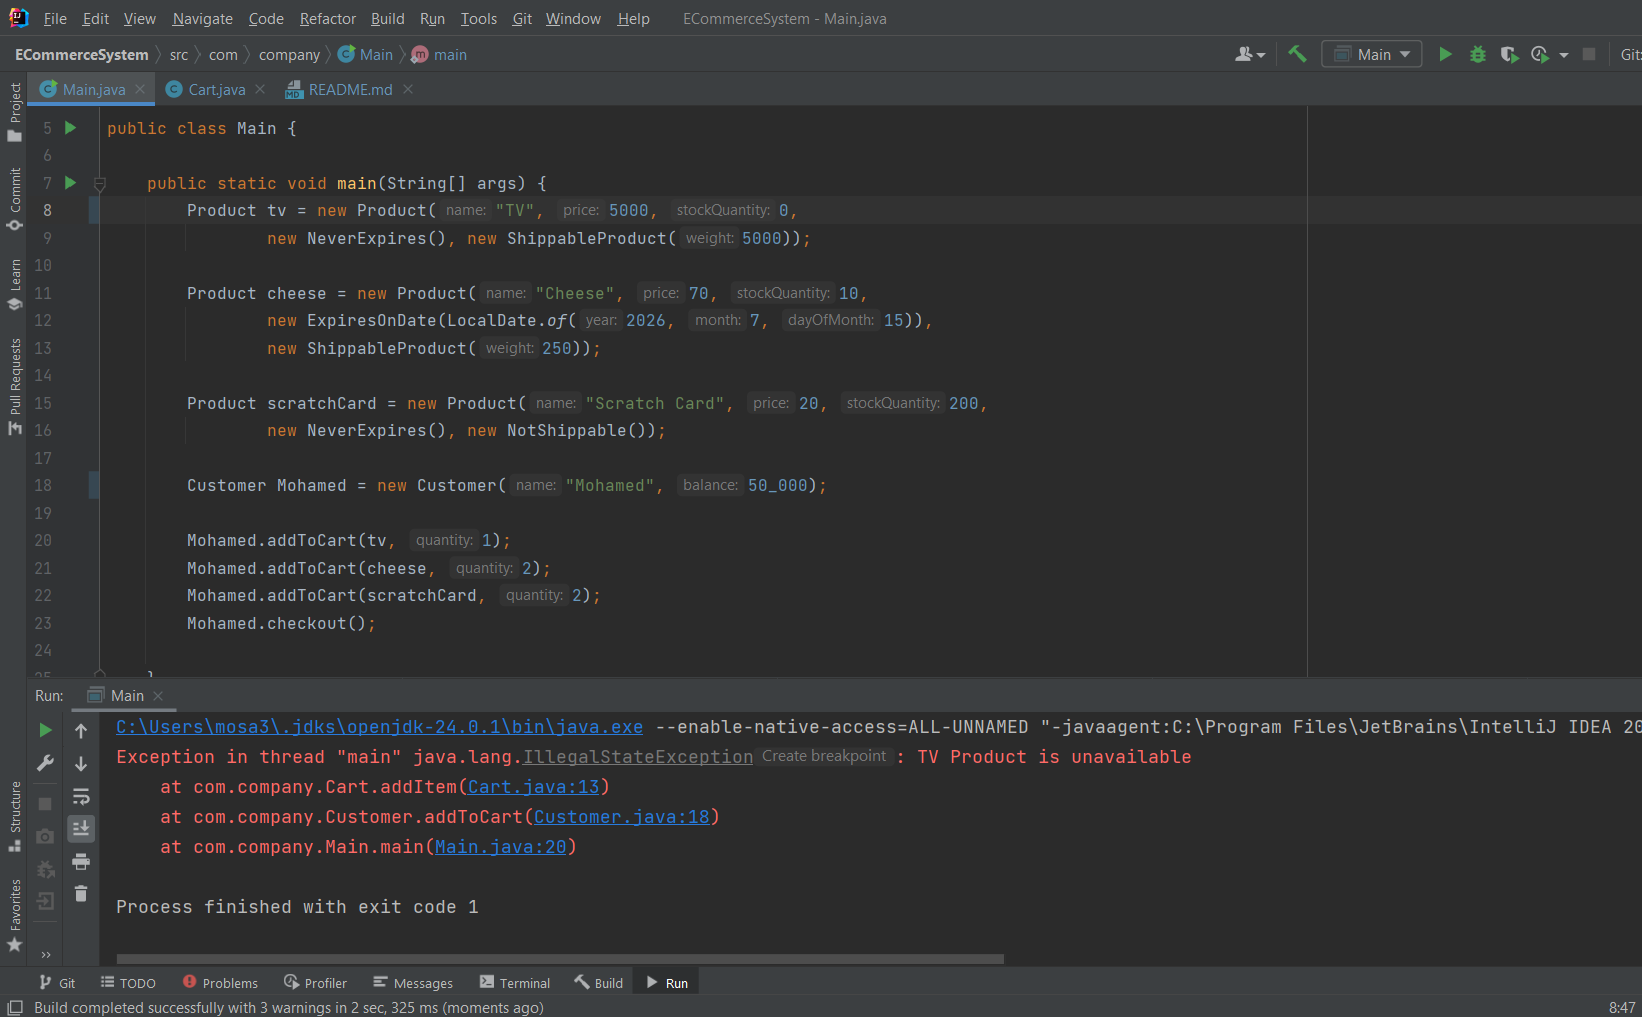 File Edit View Navigate Code Refactor Build Run Tools Git Window Help ECommerceSystem - Main.java
ECommerceSystem src com company Main main Main Git:
Main.java Cart.java README.md
Project
Commit
Learn
Pull Requests
Structure
Favorites
5 public class Main {
6
7 public static void main(String[] args) {
8 Product tv = new Product( name: "TV", price: 5000, stockQuantity: 0,
9 new NeverExpires(), new ShippableProduct( weight: 5000));
10
11 Product cheese = new Product( name: "Cheese", price: 70, stockQuantity: 10,
12 new ExpiresOnDate(LocalDate.of( year: 2026, month: 7, dayOfMonth: 15)),
13 new ShippableProduct( weight: 250));
14
15 Product scratchCard = new Product( name: "Scratch Card", price: 20, stockQuantity: 200,
16 new NeverExpires(), new NotShippable());
17
18 Customer Mohamed = new Customer( name: "Mohamed", balance: 50_000);
19
20 Mohamed.addToCart(tv, quantity: 1);
21 Mohamed.addToCart(cheese, quantity: 2);
22 Mohamed.addToCart(scratchCard, quantity: 2);
23 Mohamed.checkout();
24
25 }
Run: Main
C:\Users\mosa3\.jdks\openjdk-24.0.1\bin\java.exe --enable-native-access=ALL-UNNAMED "-javaagent:C:\Program Files\JetBrains\IntelliJ IDEA 20
Exception in thread "main" java.lang.IllegalStateException Create breakpoint : TV Product is unavailable
at com.company.Cart.addItem(Cart.java:13)
at com.company.Customer.addToCart(Customer.java:18)
at com.company.Main.main(Main.java:20)
Process finished with exit code 1
Git TODO Problems Profiler Messages Terminal Build Run
Build completed successfully with 3 warnings in 2 sec, 325 ms (moments ago) 8:47